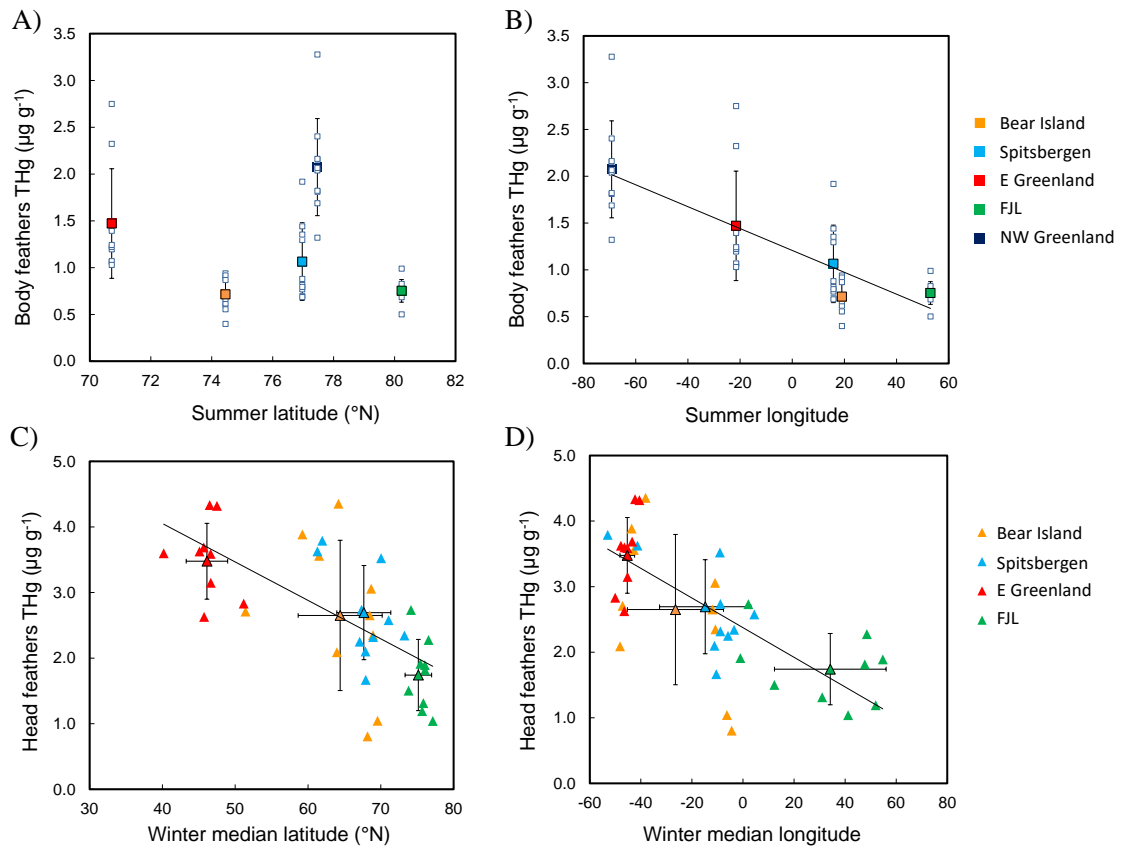 A)
Body feathers THg (µg g-1)
3.5
3.0
2.5
2.0
1.5
1.0
0.5
0.0
70 72 74 76 78 80 82
Summer latitude (°N)
B)
Body feathers THg (µg g-1)
3.5
3.0
2.5
2.0
1.5
1.0
0.5
0.0
-80 -60 -40 -20 0 20 40 60
Summer longitude
Bear Island
Spitsbergen
E Greenland
FJL
NW Greenland
C)
Head feathers THg (µg g-1)
5.0
4.0
3.0
2.0
1.0
0.0
30 40 50 60 70 80
Winter median latitude (°N)
D)
Head feathers THg (µg g-1)
5.0
4.0
3.0
2.0
1.0
0.0
-60 -40 -20 0 20 40 60 80
Winter median longitude
Bear Island
Spitsbergen
E Greenland
FJL